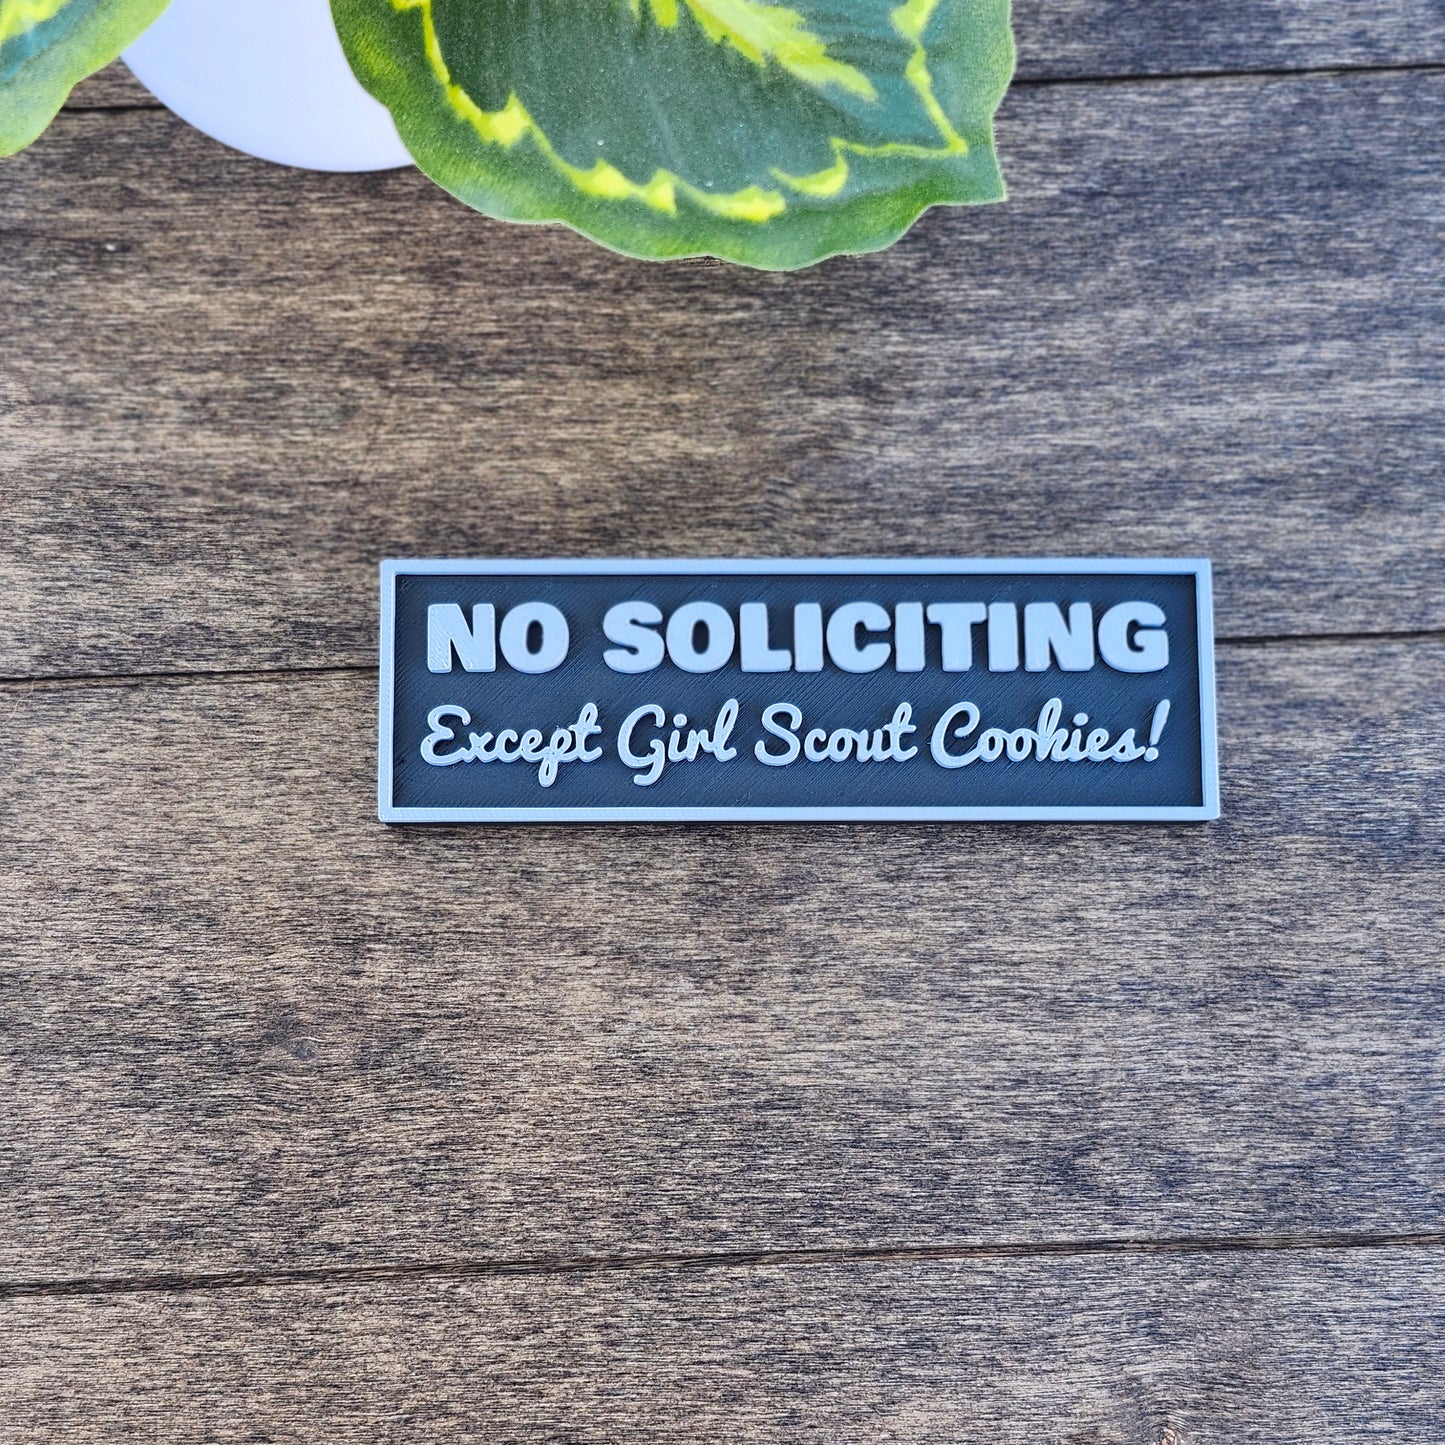 NO SOLICITING
Except Girl Scout Cookies!